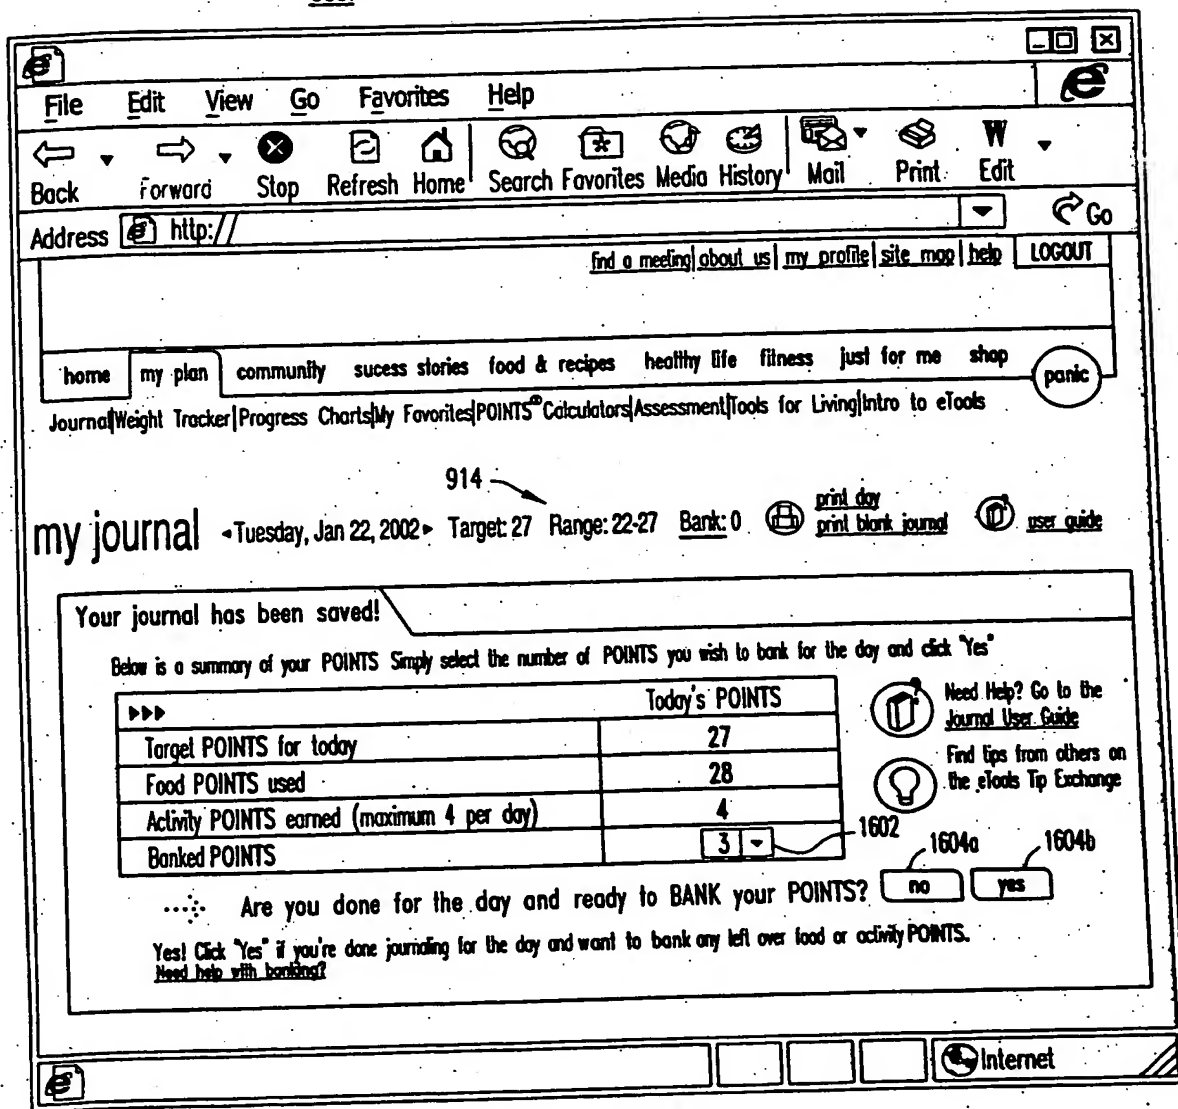 File Edit View Go Favorites Help
Back Forward Stop Refresh Home Search Favorites Media History Mail Print Edit
Address http:// Go
find a meeting|about us|my profile|site map|help LOGOUT
home my plan community sucess stories food & recipes healthy life fitness just for me shop panic
Journal|Weight Tracker|Progress Charts|My Favorites|POINTS® Calculators|Assessment|Tools for Living|Intro to eTools
914
my journal ◂Tuesday, Jan 22, 2002▸ Target: 27 Range: 22-27 Bank: 0 print day
print blank journal user guide
Your journal has been saved!
Below is a summary of your POINTS Simply select the number of POINTS you wish to bank for the day and click "Yes"
▸▸▸ Today's POINTS
Target POINTS for today 27
Food POINTS used 28
Activity POINTS earned (maximum 4 per day) 4
Banked POINTS 3
Need Help? Go to the
Journal User Guide
Find tips from others on
the eTools Tip Exchange
1602
1604a 1604b
Are you done for the day and ready to BANK your POINTS? no yes
Yes! Click "Yes" if you're done journaling for the day and want to bank any left over food or activity POINTS.
Need help with banking?
Internet